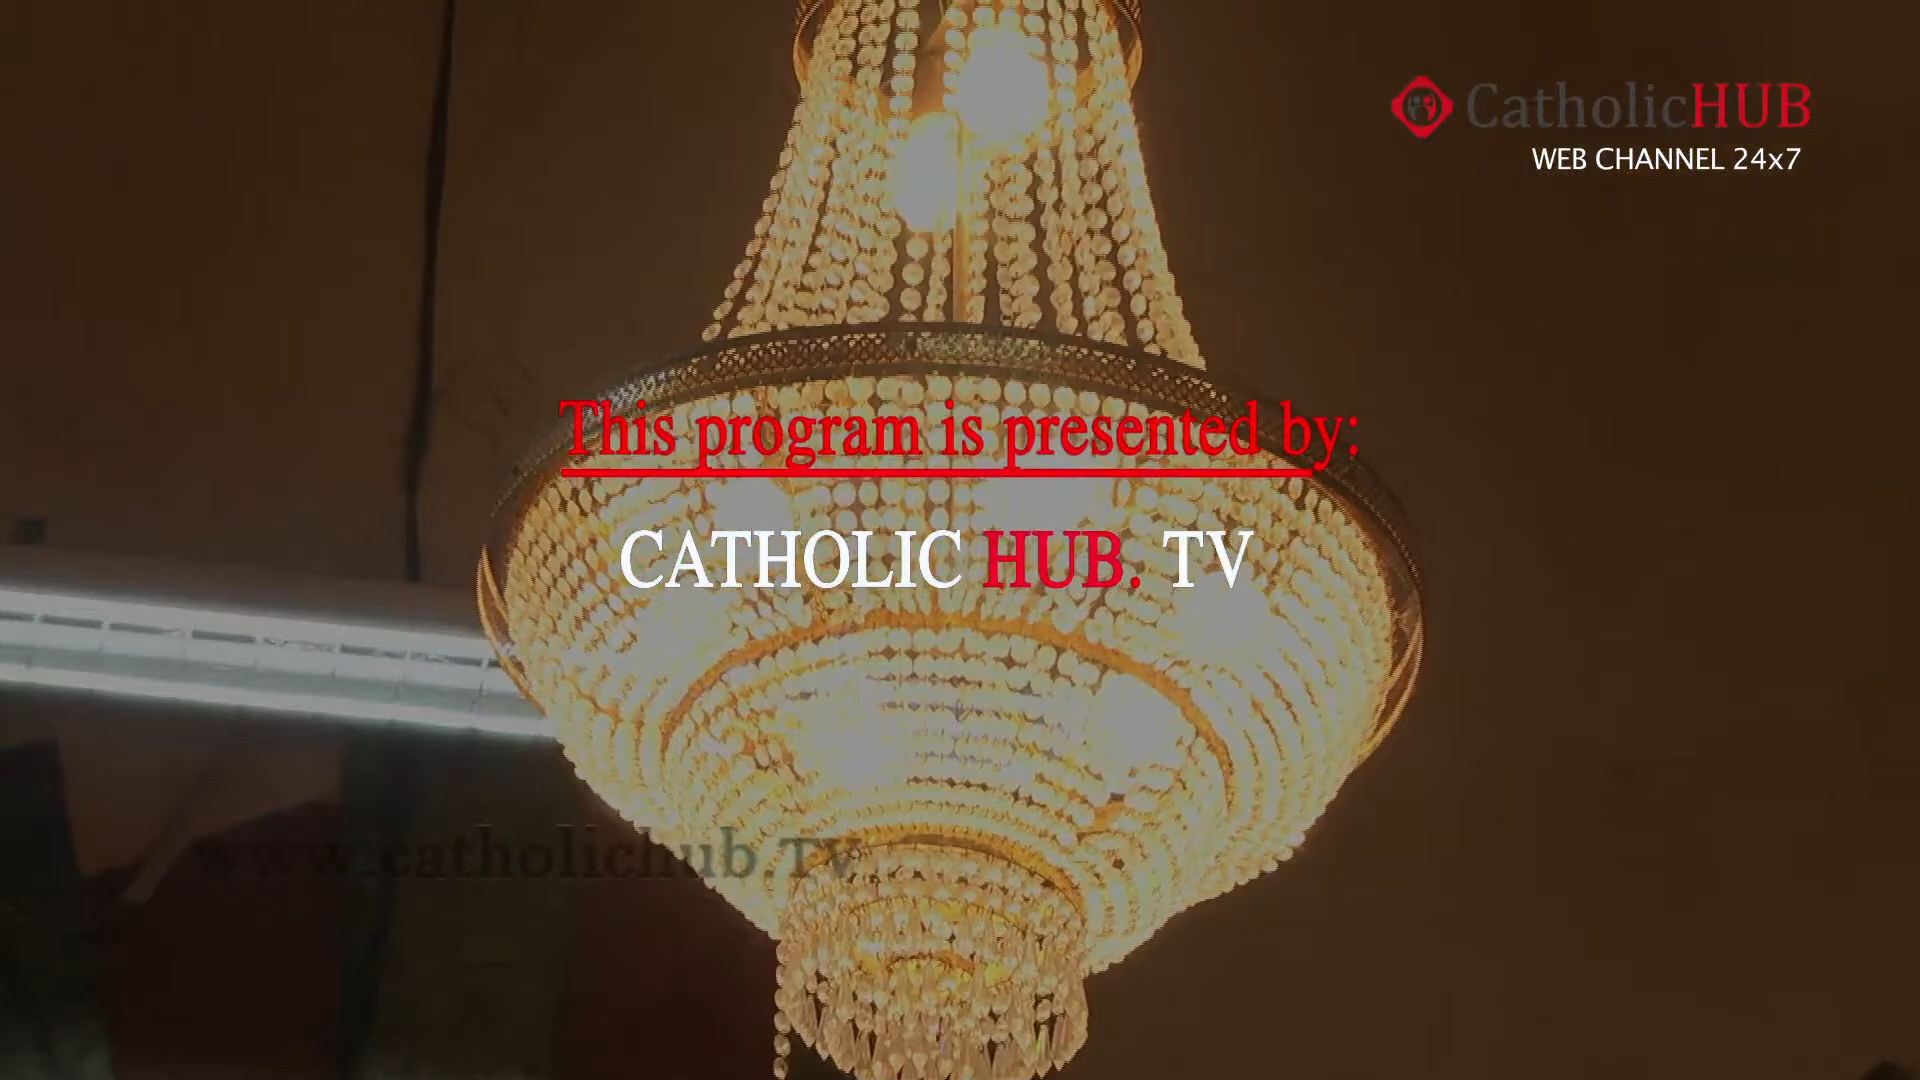 CatholicHUB
WEB CHANNEL 24x7
This program is presented by:
CATHOLIC HUB. TV
www.catholichub.Tv